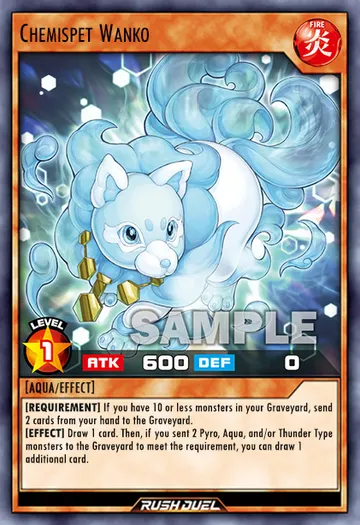 CHEMISPET WANKO
FIRE
炎
SAMPLE
LEVEL
1
ATK 600 DEF 0
[AQUA/EFFECT]
[REQUIREMENT] If you have 10 or less monsters in your Graveyard, send
2 cards from your hand to the Graveyard.
[EFFECT] Draw 1 card. Then, if you sent 2 Pyro, Aqua, and/or Thunder Type
monsters to the Graveyard to meet the requirement, you can draw 1
additional card.
RUSH DUEL